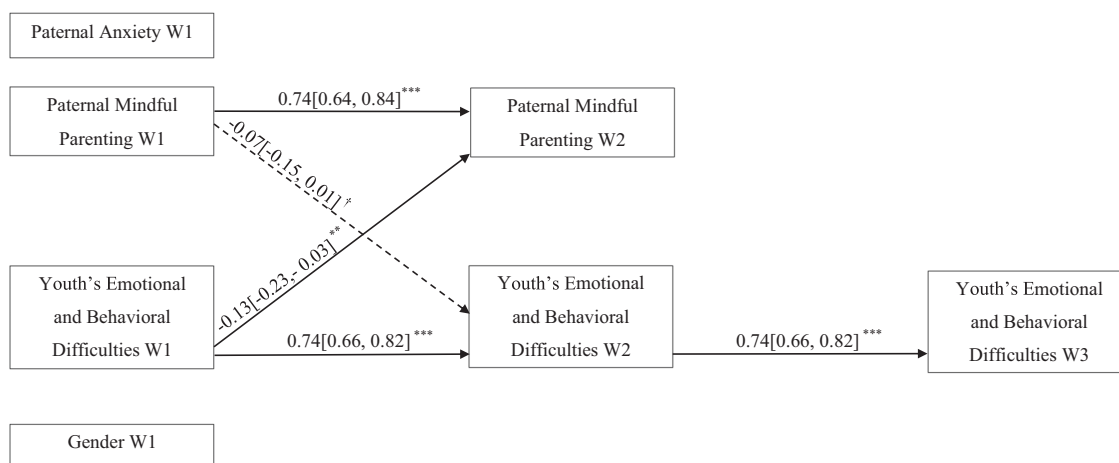 Paternal Anxiety W1
Paternal Mindful
Parenting W1
0.74[0.64, 0.84]***
Paternal Mindful
Parenting W2
-0.07[-0.15, 0.01]†
-0.13[-0.23, - 0.03]**
Youth’s Emotional
and Behavioral
Difficulties W1
0.74[0.66, 0.82]***
Youth’s Emotional
and Behavioral
Difficulties W2
0.74[0.66, 0.82]***
Youth’s Emotional
and Behavioral
Difficulties W3
Gender W1